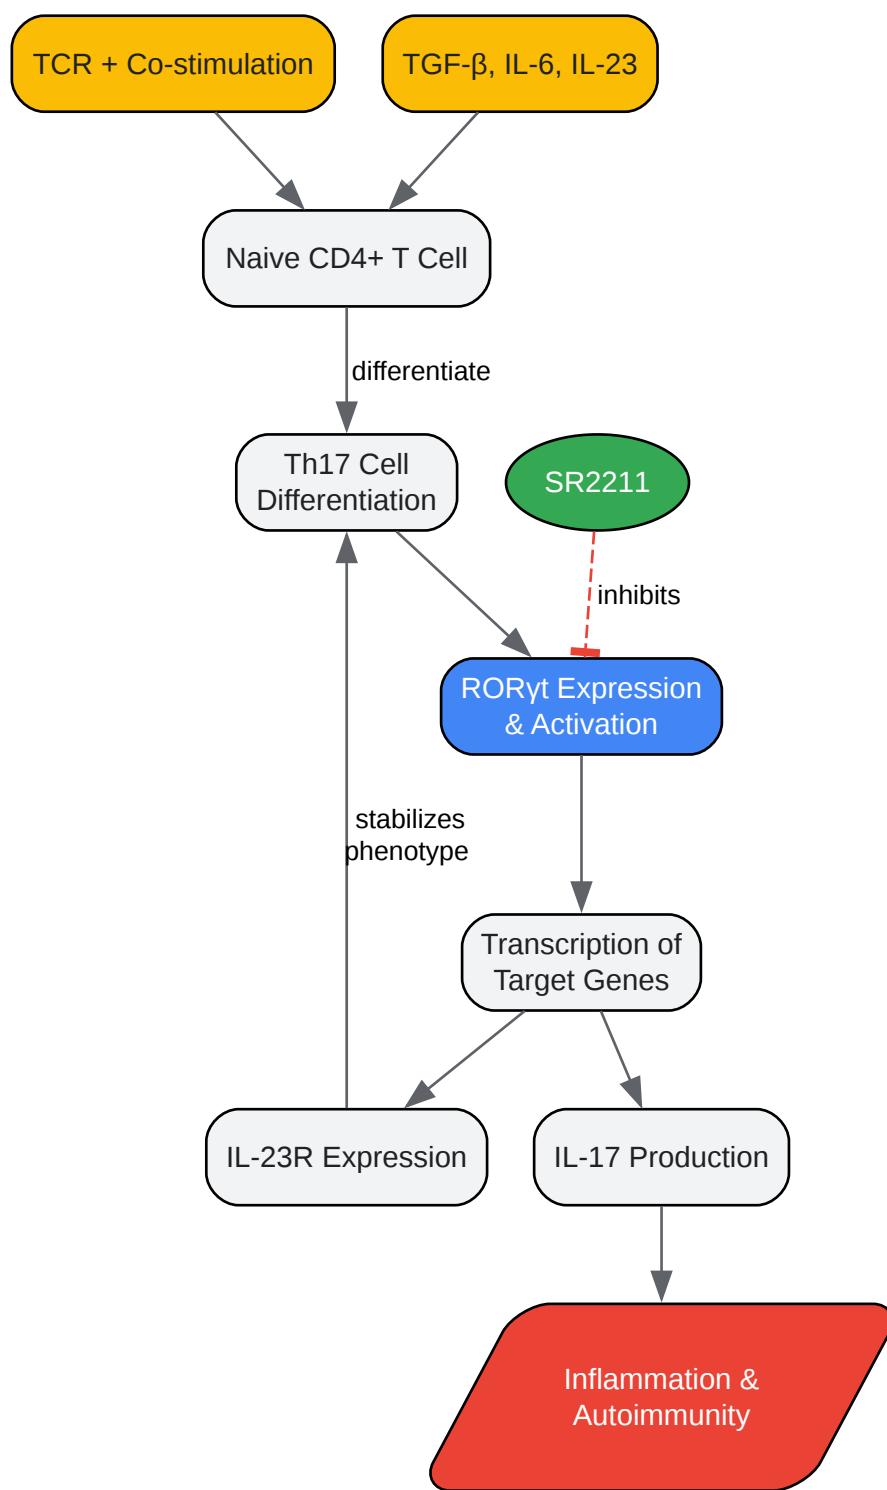 TCR + Co-stimulation
TGF-β, IL-6, IL-23
Naive CD4+ T Cell
differentiate
Th17 Cell
Differentiation
SR2211
inhibits
RORγt Expression
& Activation
stabilizes
phenotype
Transcription of
Target Genes
IL-23R Expression
IL-17 Production
Inflammation &
Autoimmunity